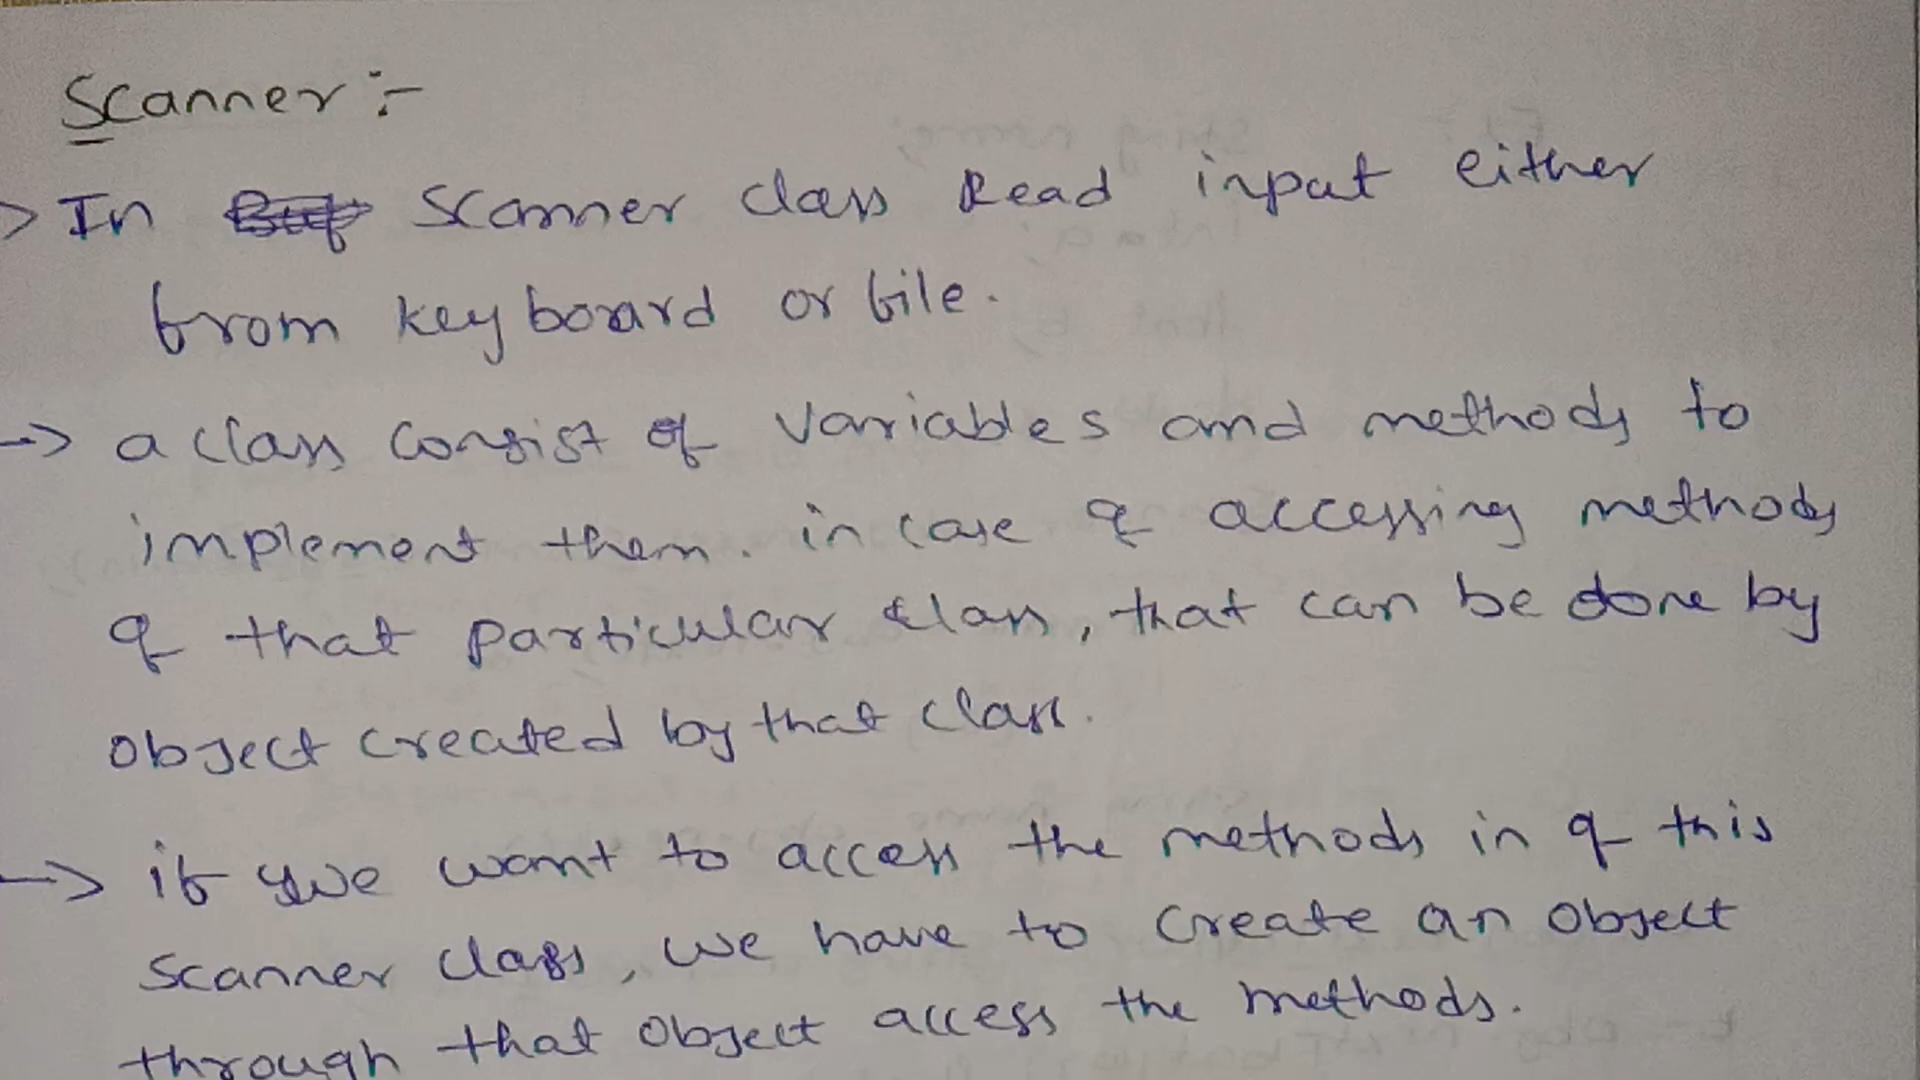 Scanner :-
> In Scanner class Read input either
from keyboard or file.
-> a class consist of variables and methods to
implement them. in case of accessing methods
of that particular class, that can be done by
object created by that class.
-> if we want to access the methods in of this
scanner class, we have to create an object
through that object access the methods.